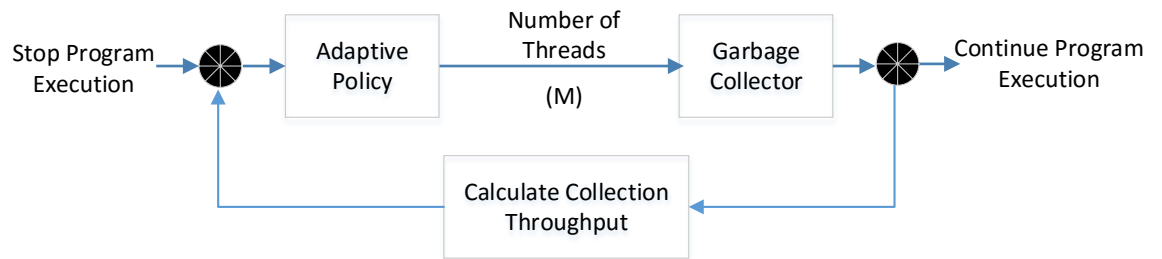 Stop Program
Execution
Adaptive
Policy
Number of
Threads
(M)
Garbage
Collector
Continue Program
Execution
Calculate Collection
Throughput